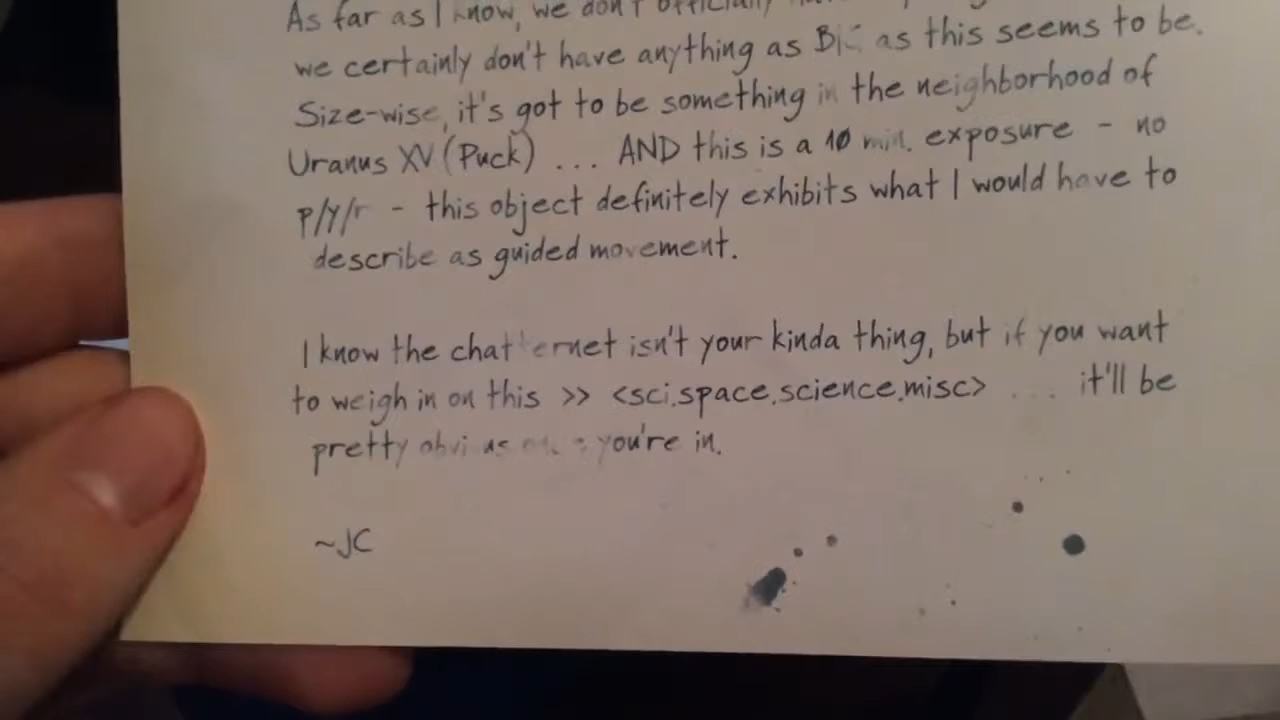 As far as I know, we don't officially
we certainly don't have anything as BIG as this seems to be.
Size-wise, it's got to be something in the neighborhood of
Uranus XV (Puck) ... AND this is a 10 min. exposure - no
p/y/r - this object definitely exhibits what I would have to
describe as guided movement.
I know the chatternet isn't your kinda thing, but if you want
to weigh in on this >> <sci.space.science.misc> .... it'll be
pretty obvious once you're in.
~JC